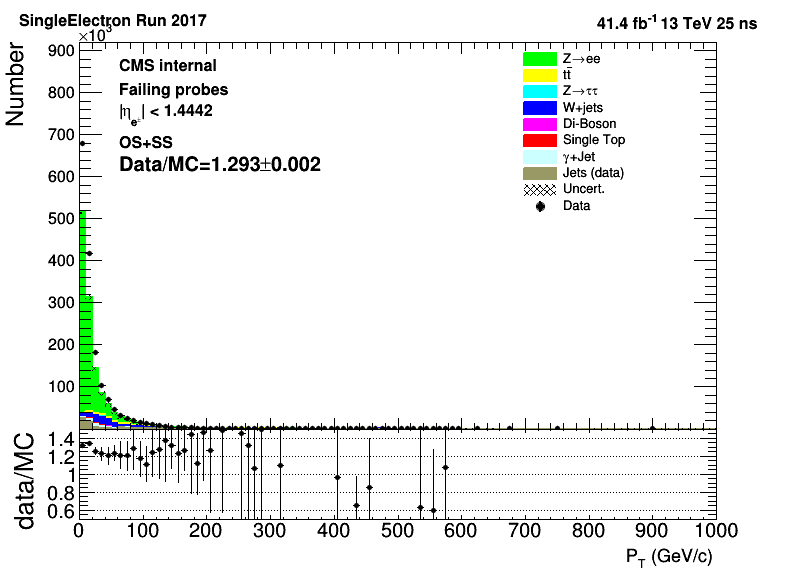 SingleElectron Run 2017
41.4 fb⁻¹ 13 TeV 25 ns
×10³
Number
900
800
700
600
500
400
300
200
100
CMS internal
Failing probes
|η_e±| < 1.4442
OS+SS
Data/MC=1.293±0.002
Z→ee
tt̄
Z→ττ
W+jets
Di-Boson
Single Top
γ+Jet
Jets (data)
Uncert.
Data
data/MC
1.4
1.2
1
0.8
0.6
0 100 200 300 400 500 600 700 800 900 1000
P_T (GeV/c)